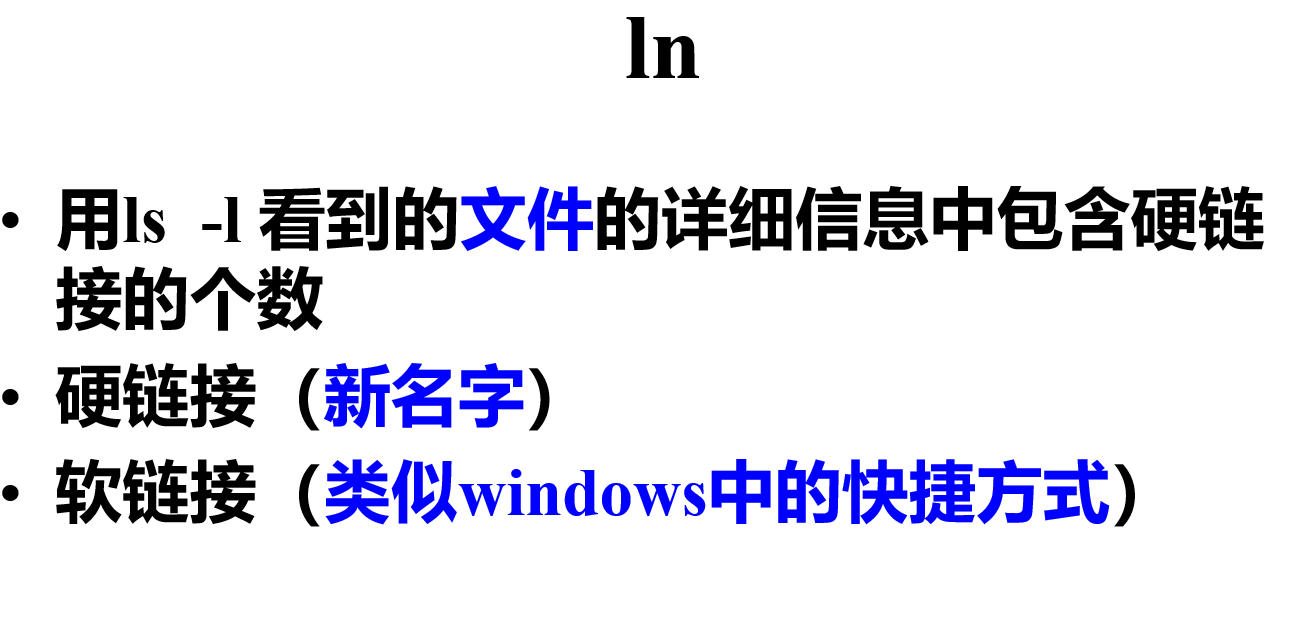 ln
• 用ls -l 看到的文件的详细信息中包含硬链
接的个数
• 硬链接（新名字）
• 软链接（类似windows中的快捷方式）